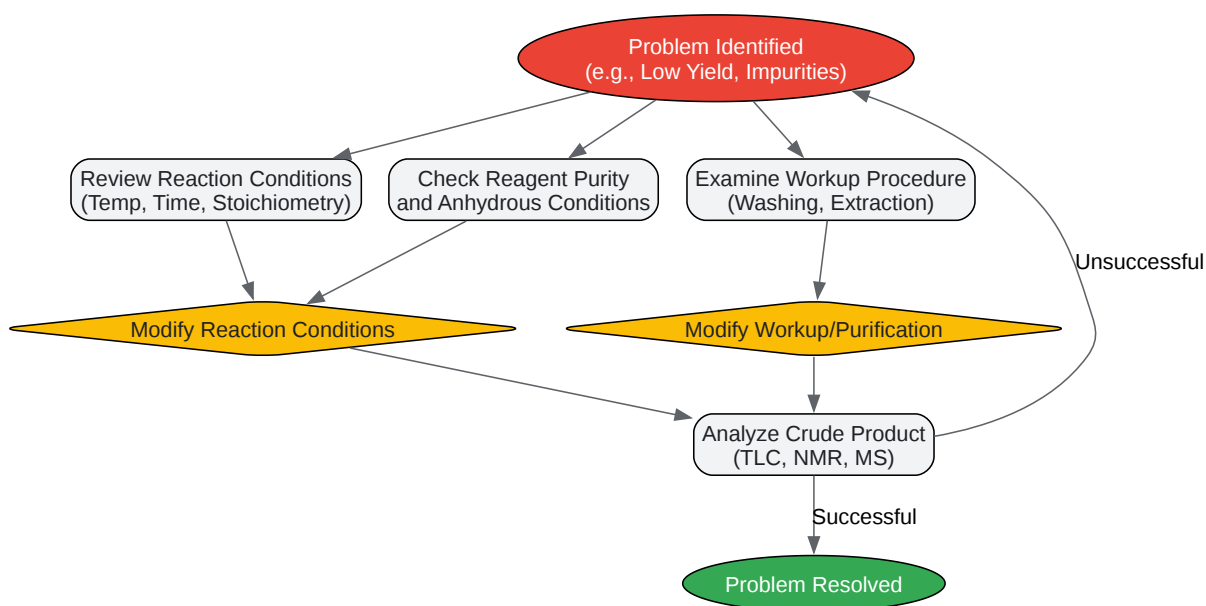 Problem Identified
(e.g., Low Yield, Impurities)
Review Reaction Conditions
(Temp, Time, Stoichiometry)
Check Reagent Purity
and Anhydrous Conditions
Examine Workup Procedure
(Washing, Extraction)
Unsuccessful
Modify Reaction Conditions
Modify Workup/Purification
Analyze Crude Product
(TLC, NMR, MS)
Successful
Problem Resolved